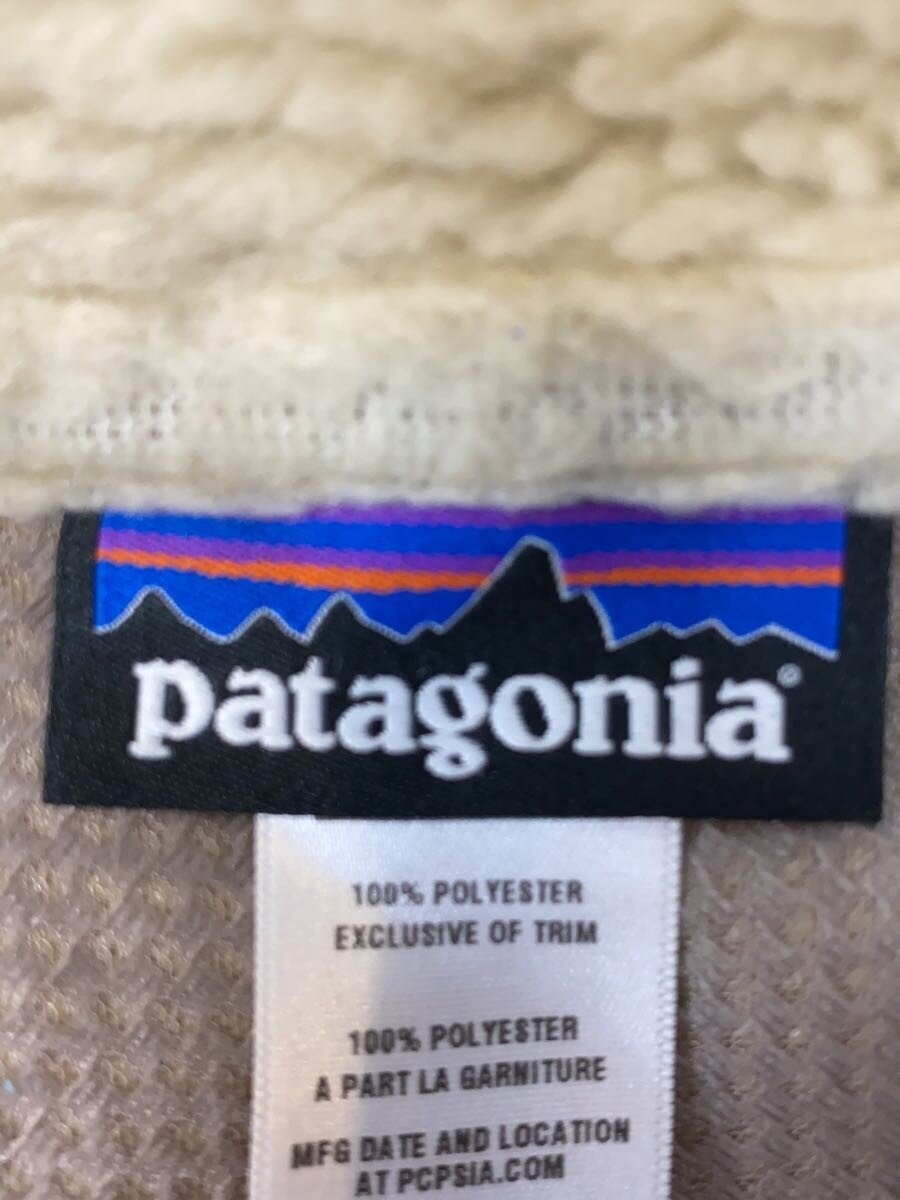 patagonia®
100% POLYESTER
EXCLUSIVE OF TRIM
100% POLYESTER
A PART LA GARNITURE
MFG DATE AND LOCATION
AT PCPSIA.COM